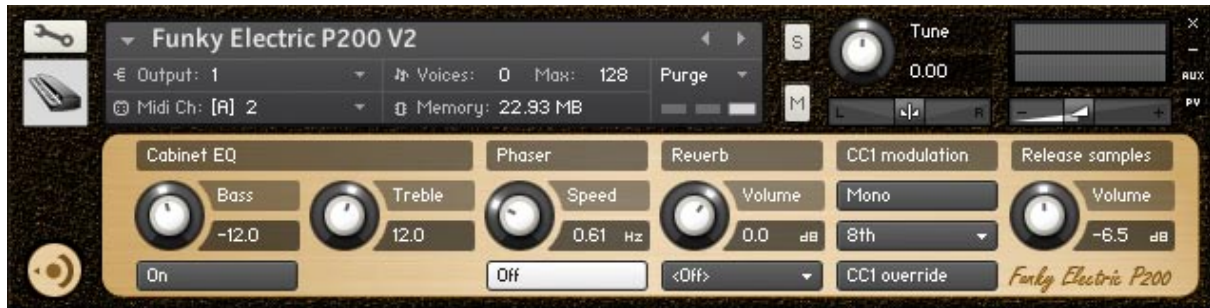 Funky Electric P200 V2
S
Tune
0.00
Output: 1
Voices: 0 Max: 128
Purge
Midi Ch: [A] 2
Memory: 22.93 MB
M
L R
- +
×
-
AUX
PV
Cabinet EQ
Phaser
Reverb
CC1 modulation
Release samples
Bass
Treble
Speed
Volume
Mono
Volume
-12.0
12.0
0.61 Hz
0.0 dB
8th
-6.5 dB
On
Off
<Off>
CC1 override
Funky Electric P200